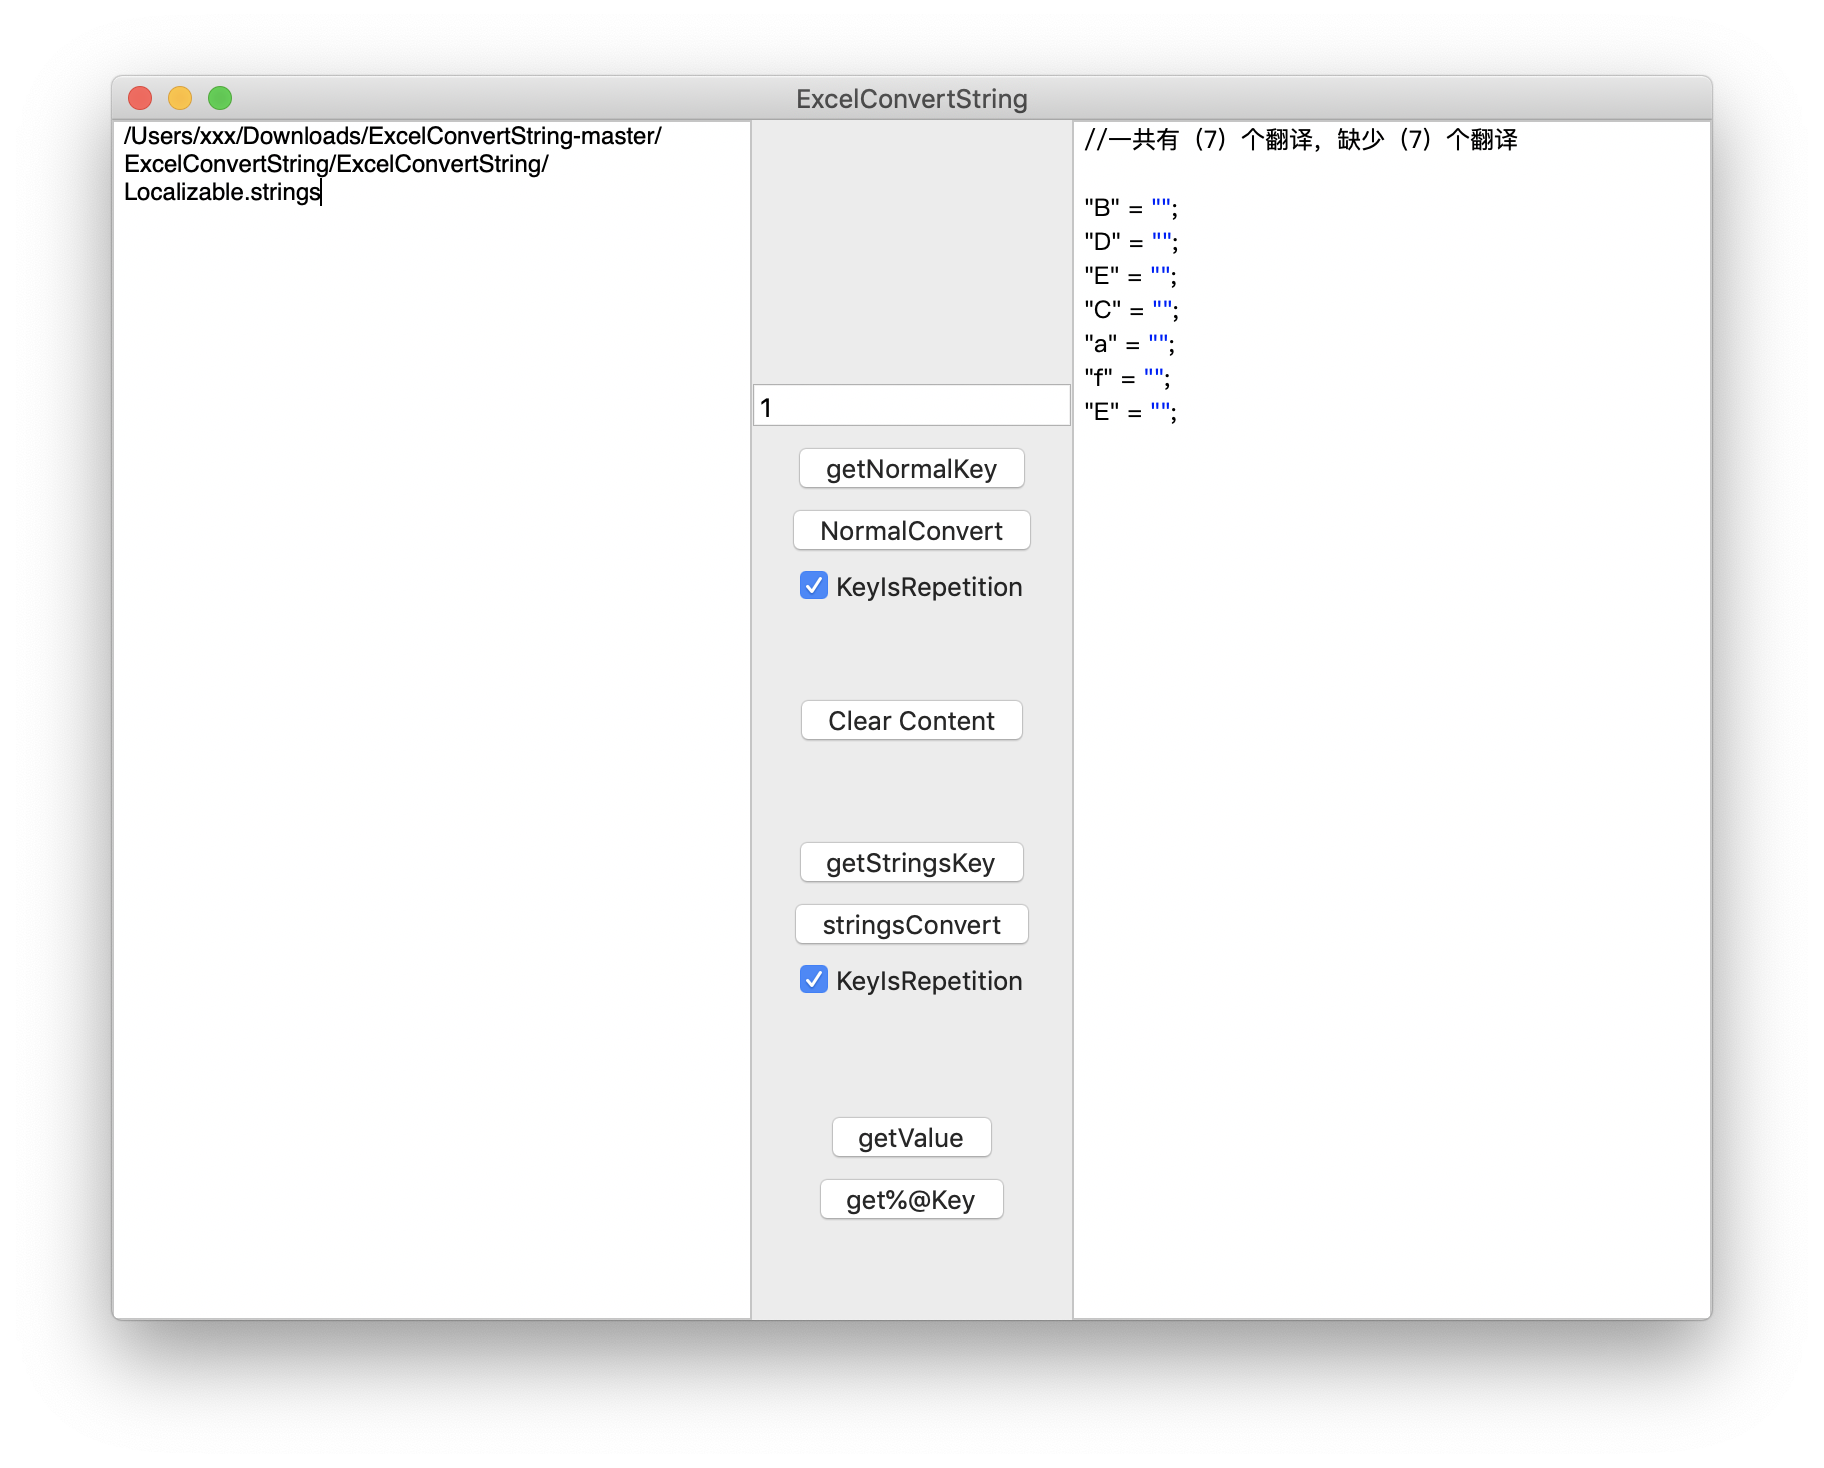 ExcelConvertString
/Users/xxx/Downloads/ExcelConvertString-master/
ExcelConvertString/ExcelConvertString/
Localizable.strings
1
getNormalKey
NormalConvert
KeyIsRepetition
Clear Content
getStringsKey
stringsConvert
KeyIsRepetition
getValue
get%@Key
//一共有（7）个翻译，缺少（7）个翻译
"B" = "";
"D" = "";
"E" = "";
"C" = "";
"a" = "";
"f" = "";
"E" = "";